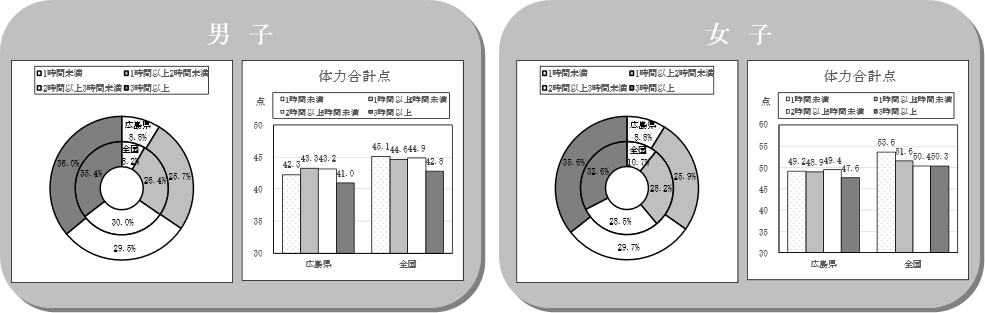 男 子
□1時間未満 ■1時間以上2時間未満
□2時間以上3時間未満 ■3時間以上
広島県
8.8%
全国
8.2%
36.0%
35.4%
26.4%
25.7%
30.0%
29.5%
体力合計点
点
□1時間未満 □1時間以上2時間未満
□2時間以上3時間未満 ■3時間以上
50
45
40
35
30
42.3 43.3 43.2 41.0
45.1 44.6 44.9 42.8
広島県 全国
女 子
□1時間未満 □1時間以上2時間未満
□2時間以上3時間未満 ■3時間以上
広島県
8.8%
全国
10.7%
35.6%
32.6%
28.2%
25.9%
28.5%
29.7%
体力合計点
点
□1時間未満 ■1時間以上2時間未満
□2時間以上3時間未満 ■3時間以上
60
55
50
45
40
35
30
49.2 48.9 49.4 47.6
53.6 51.6 50.4 50.3
広島県 全国